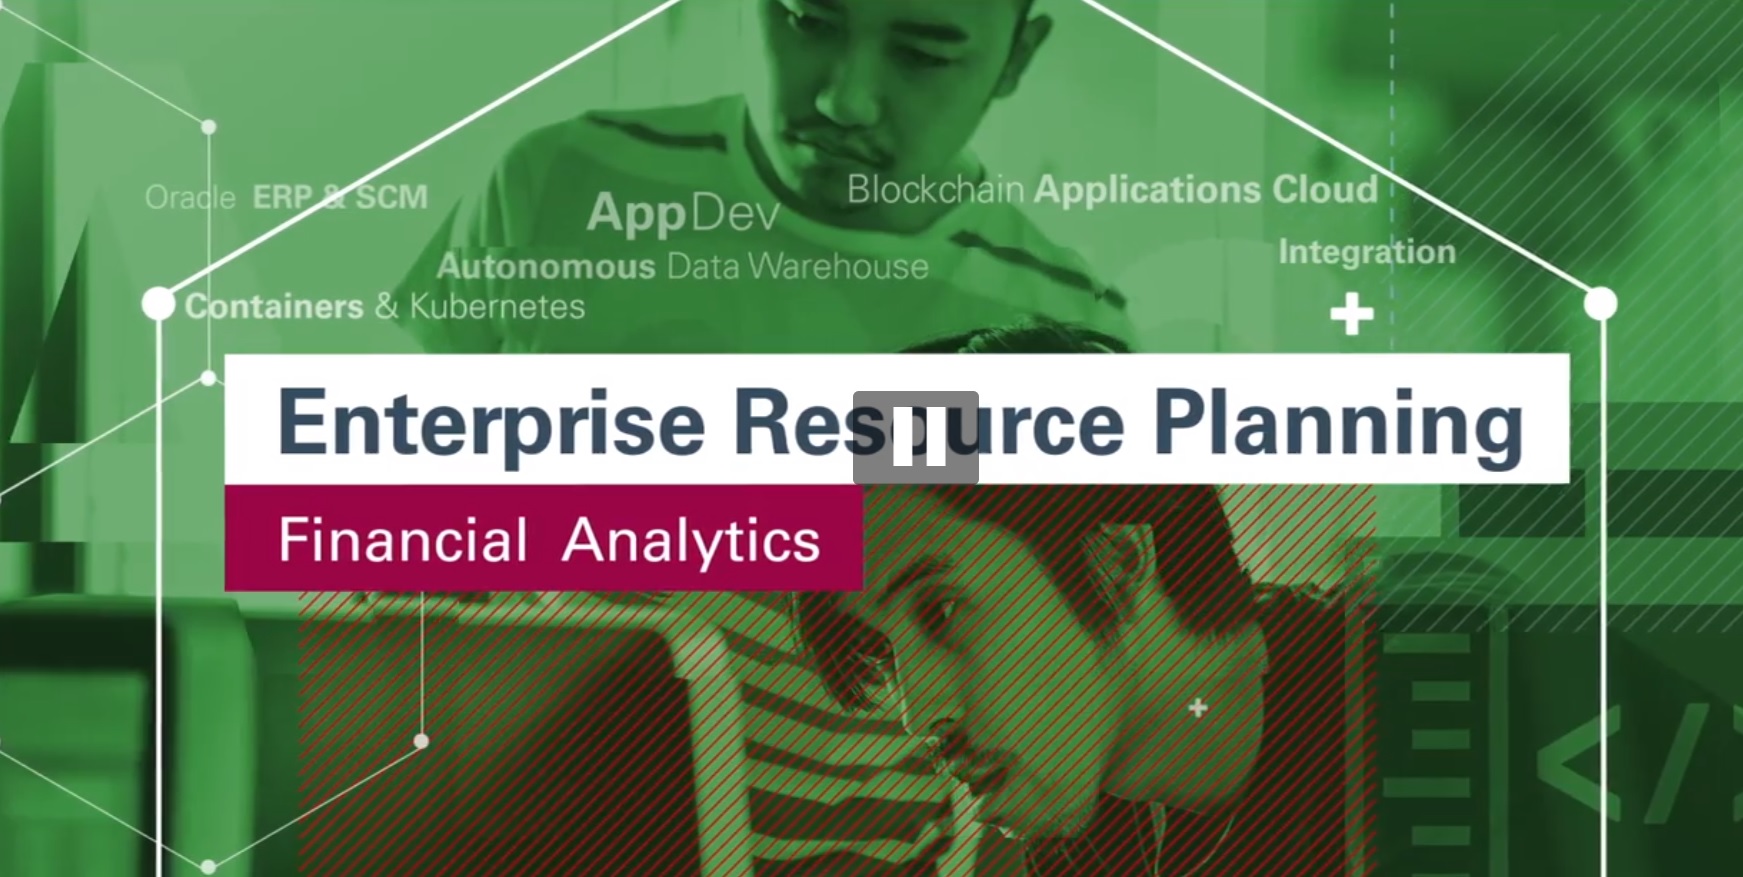 Oracle ERP & SCM
AppDev
Blockchain Applications Cloud
Autonomous Data Warehouse
Integration
Containers & Kubernetes
Enterprise Resource Planning
Financial Analytics
</>